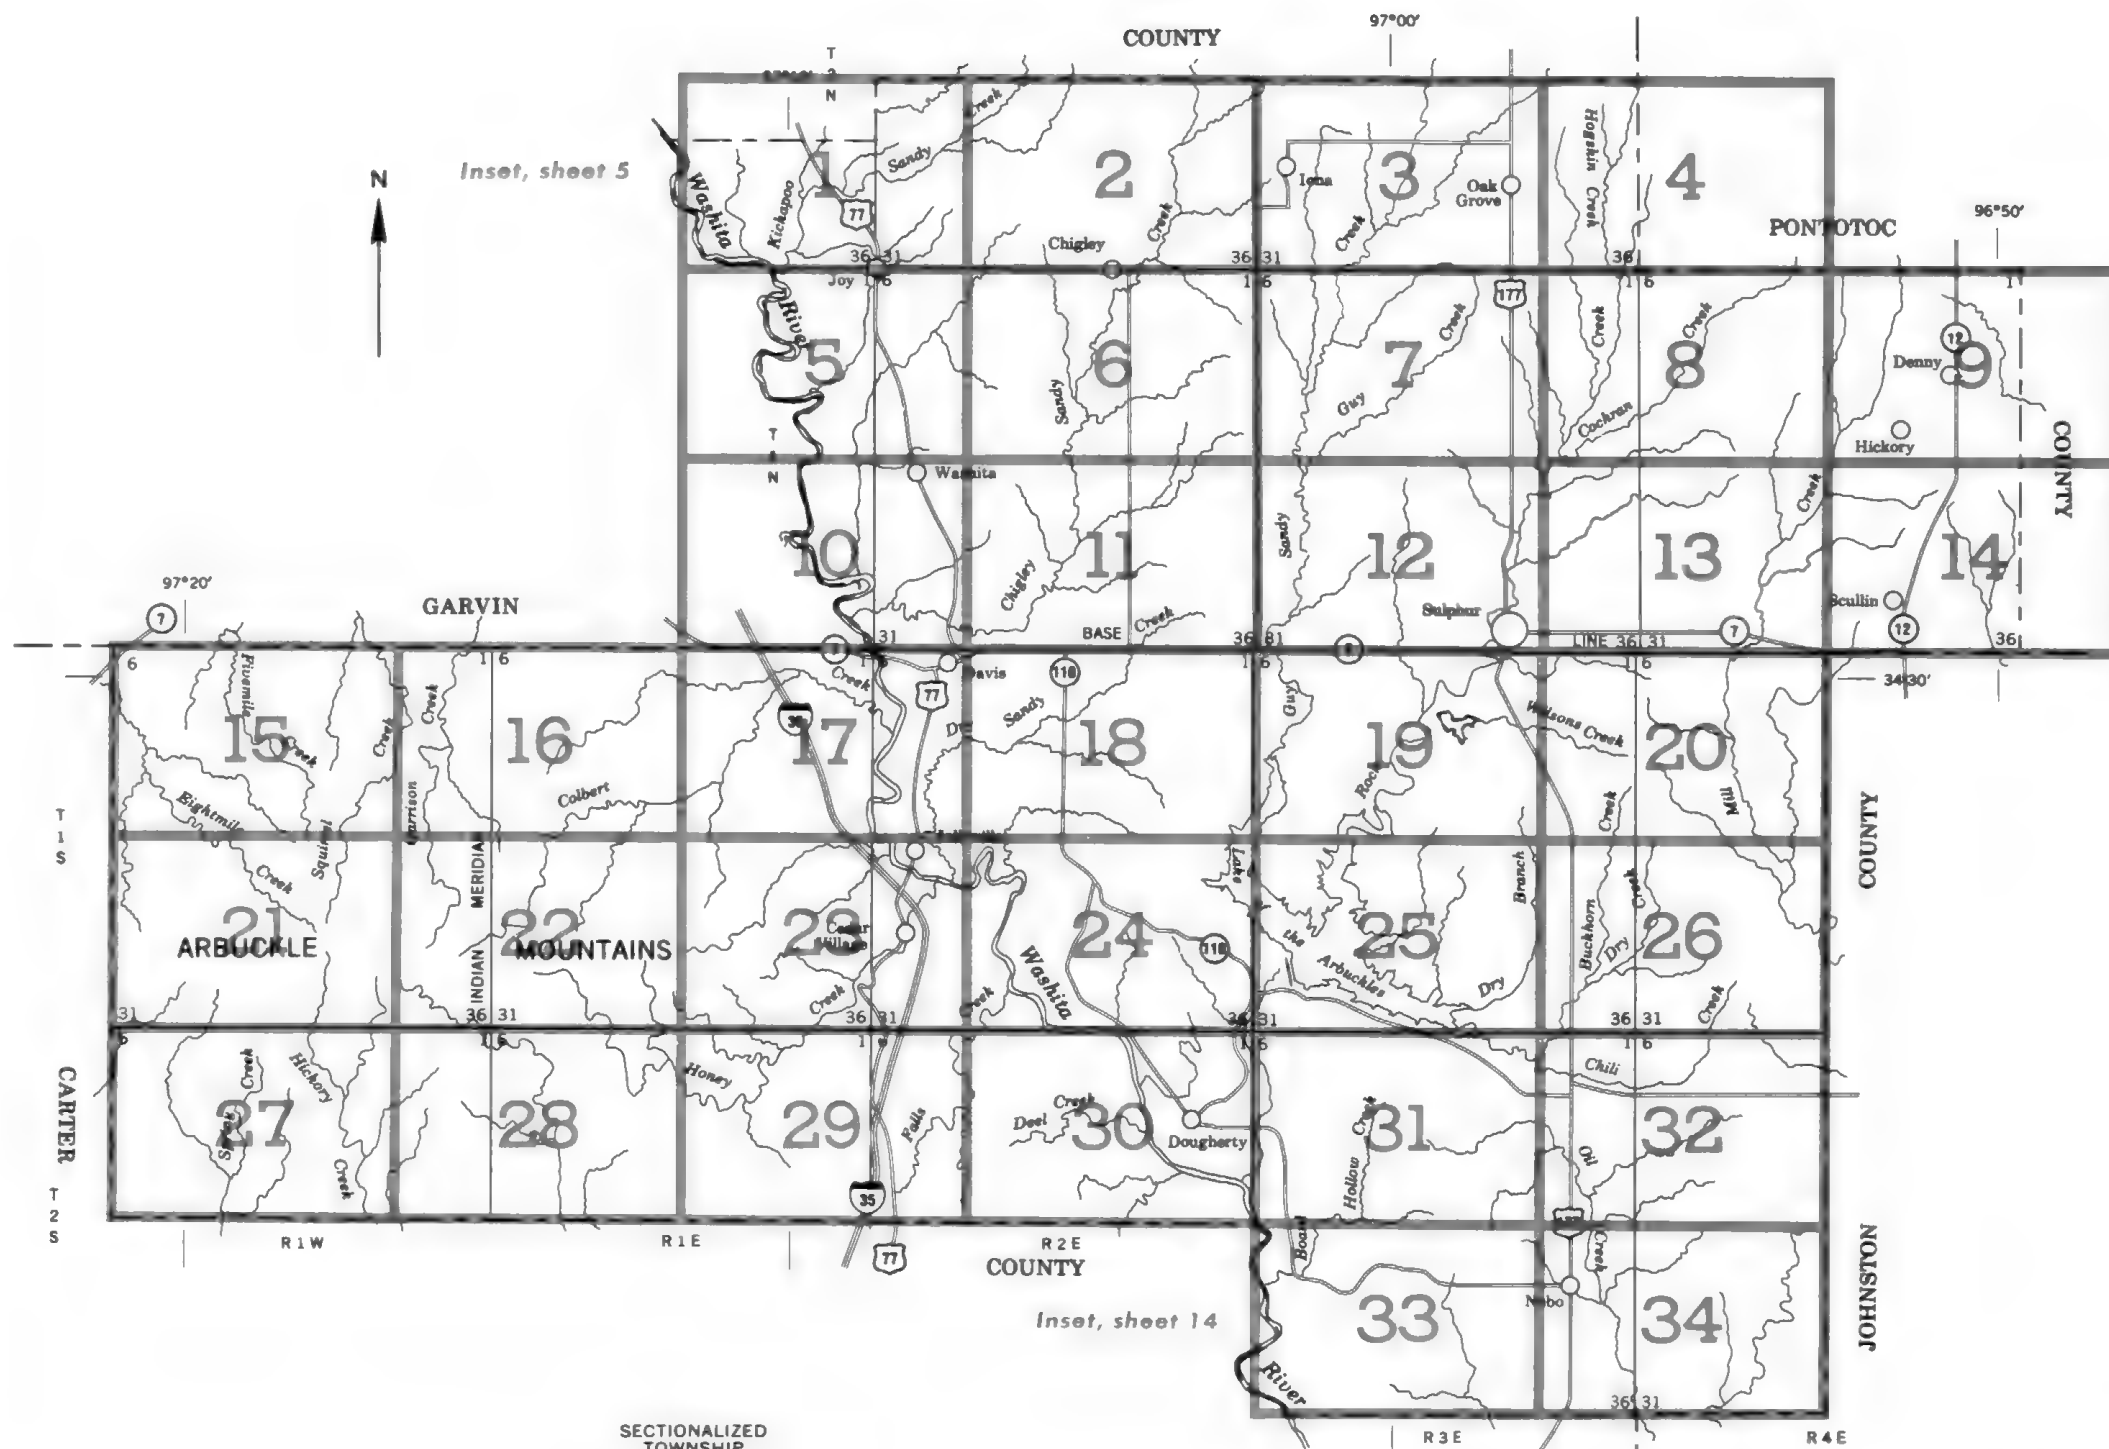 COUNTY
97°00'
T
N
Creek
Inset, sheet 5
Sandy
1
2
3
4
Iona
Oak
Grove
Hogskin Creek
N
Washita
Kickapoo
77
Chigley
Creek
Creek
PONTOTOC
96°50'
36 31
36 31
36
Joy
1 6
1 6
1 6
1
River
177
Creek
Creek
Creek
12
5
6
7
8
9
Denny
Sandy
Guy
Cochran
Hickory
COUNTY
T
N
Washita
Creek
Sandy
10
11
12
13
14
97°20'
Chigley
GARVIN
7
Sulphur
Scullin
BASE
Creek
LINE
7
12
31
36 31
36 31
36
6
1 6
1 6
1 6
Davis
110
34°30'
Fivemile
Creek
Creek
Creek
77
Guy
Sandy
Wilsons Creek
15
16
17
18
19
20
Creek
Creek
Rock
Eightmile
Garrison
Colbert
Mill
T
1
S
Squirrel
Creek
MERIDIAN
Lake
Branch
COUNTY
Creek
21
22
23
24
25
26
ARBUCKLE
MOUNTAINS
Cedar
Village
110
the
Arbuckles
Buckhorn
Dry
Dry
INDIAN
Creek
Creek
Washita
Creek
31
36 31
36 31
36 31
36 31
6
1 6
1 6
1 6
Creek
Hickory
Honey
Chili
CARTER
27
28
29
30
31
32
Falls
Deel
Creek
Dougherty
Creek
Hollow
Oil
Creek
T
2
S
35
R1W
R1E
R2E
77
COUNTY
Board
Creek
Inset, sheet 14
33
34
JOHNSTON
River
36 31
SECTIONALIZED
TOWNSHIP
R3E
R4E